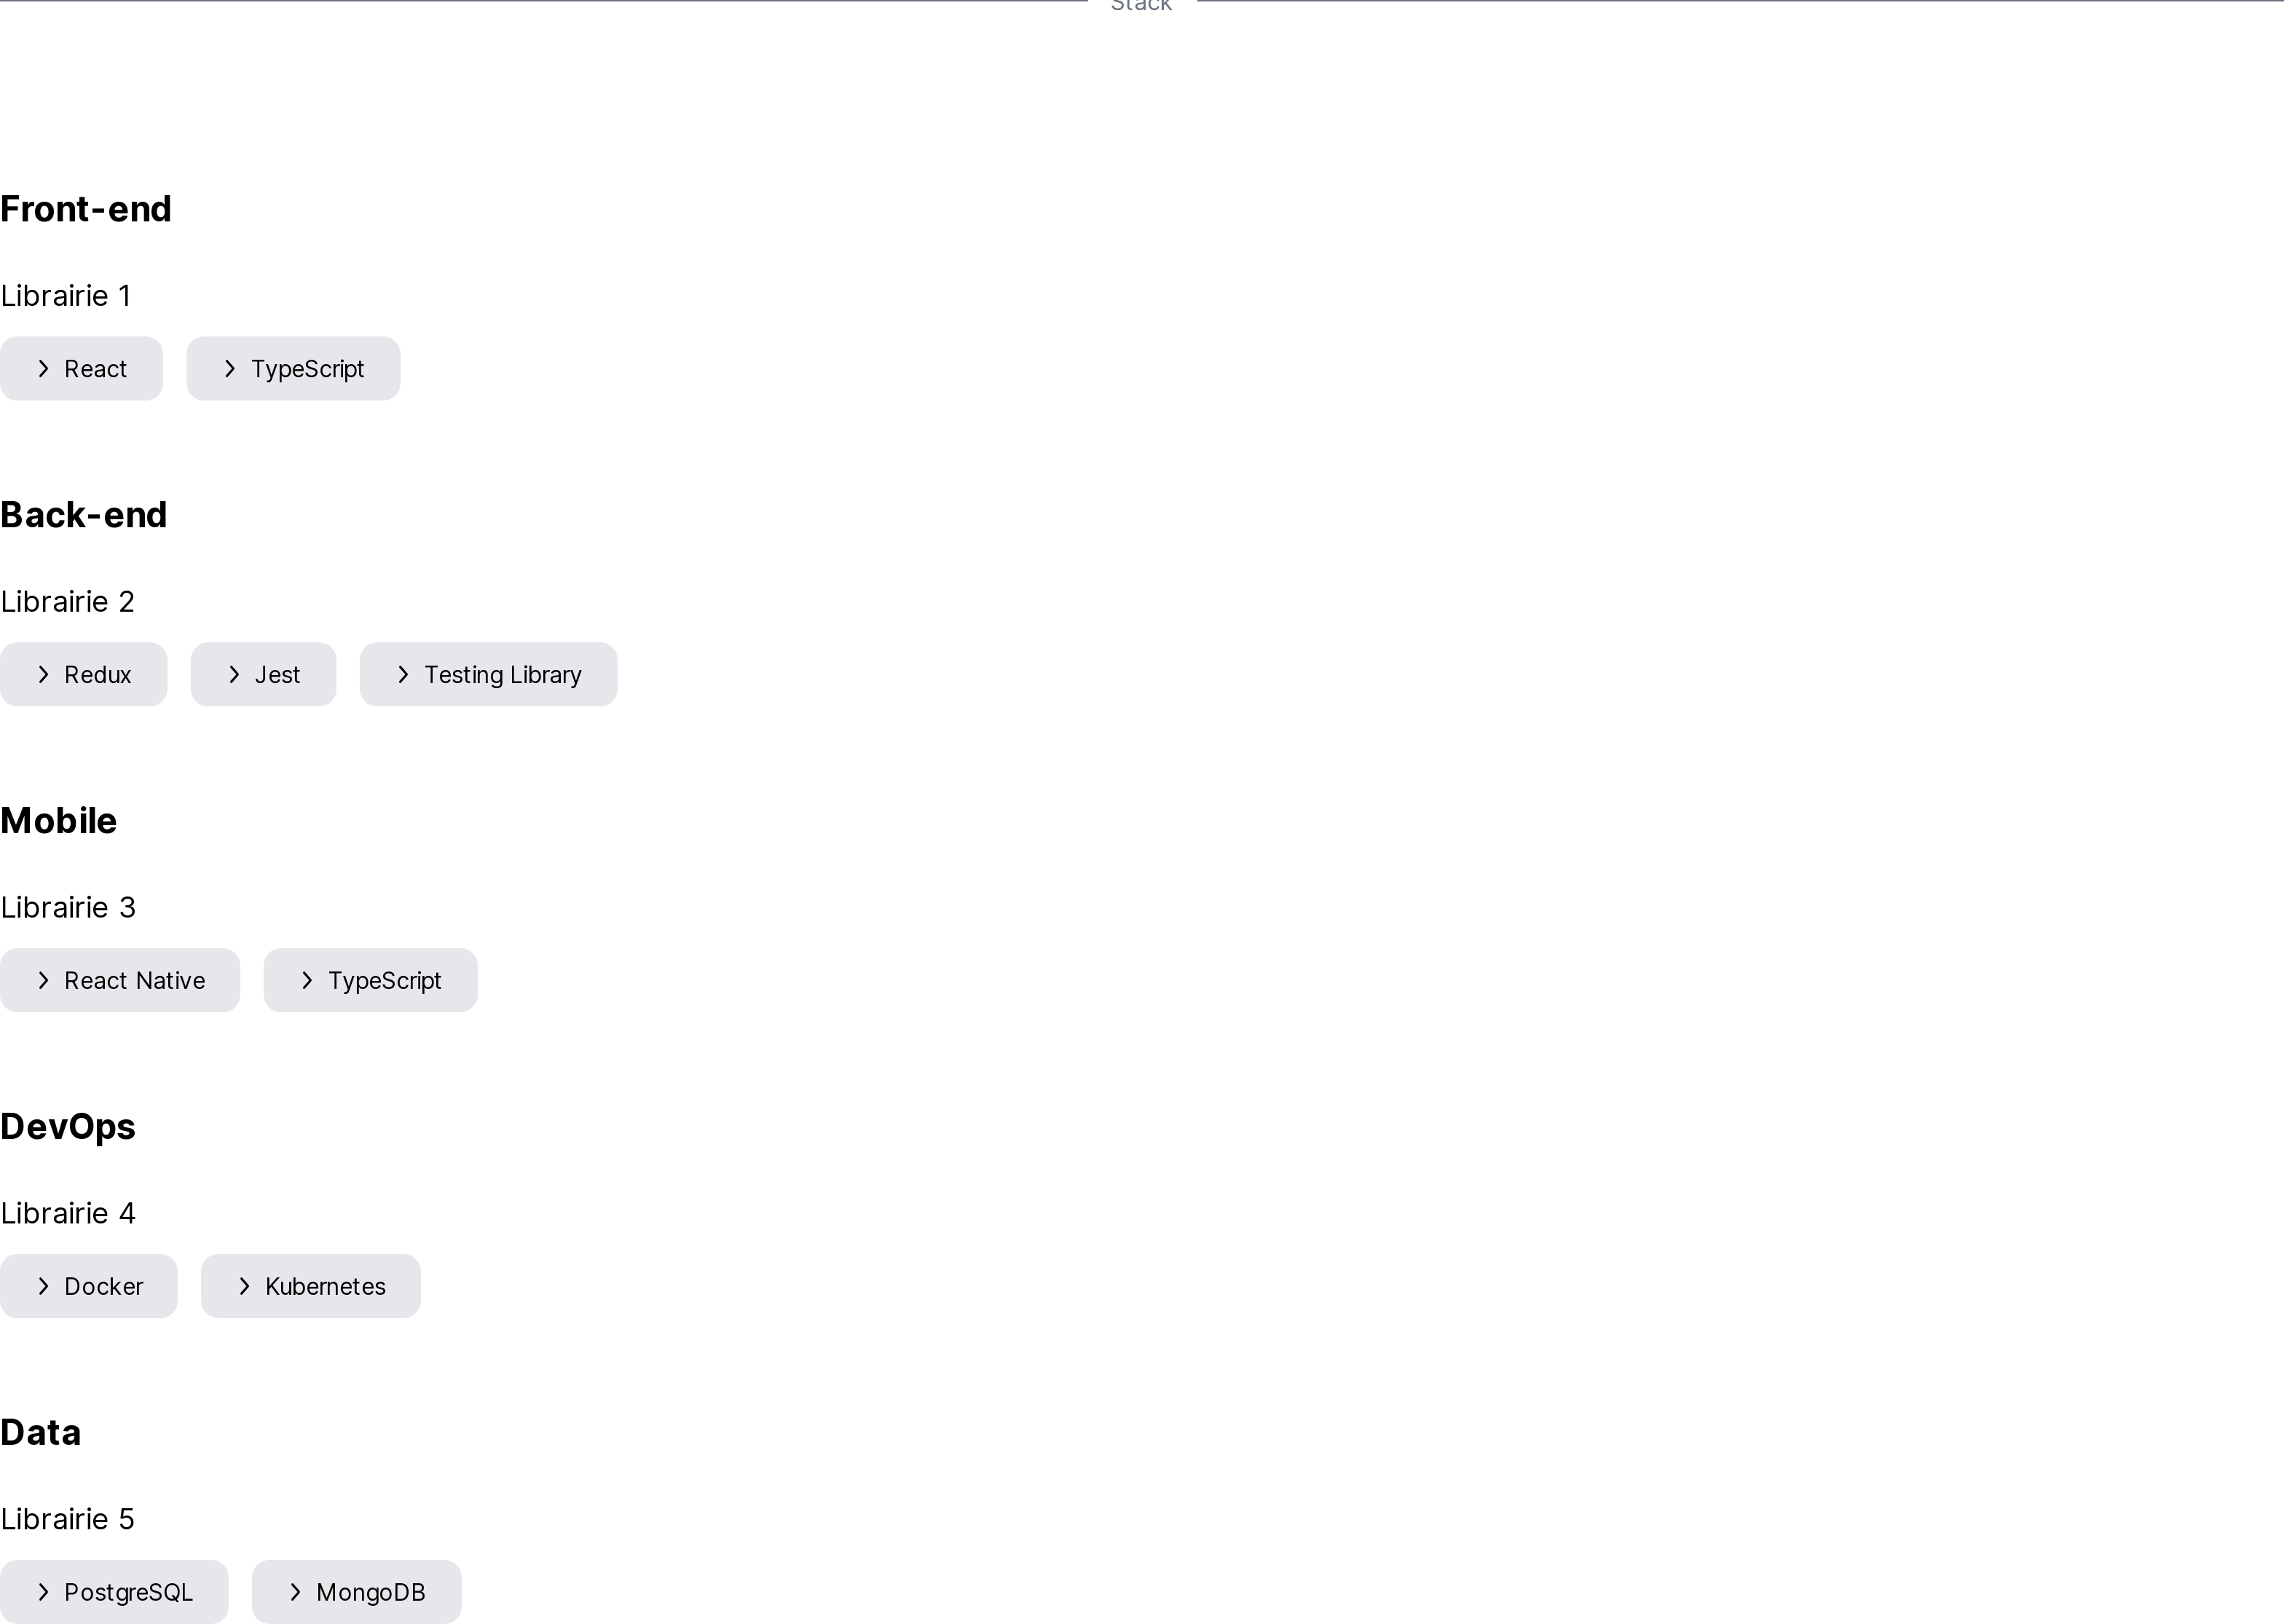 Stack
Front-end
Librairie 1
React TypeScript
Back-end
Librairie 2
Redux Jest Testing Library
Mobile
Librairie 3
React Native TypeScript
DevOps
Librairie 4
Docker Kubernetes
Data
Librairie 5
PostgreSQL MongoDB